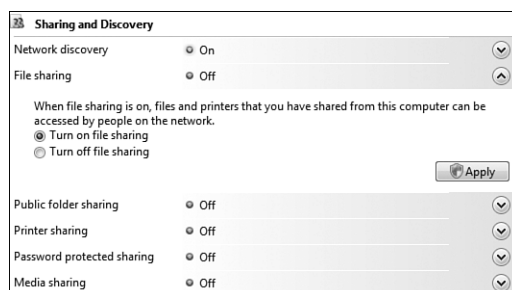 Sharing and Discovery
Network discovery On
File sharing Off
When file sharing is on, files and printers that you have shared from this computer can be
accessed by people on the network.
Turn on file sharing
Turn off file sharing
Apply
Public folder sharing Off
Printer sharing Off
Password protected sharing Off
Media sharing Off